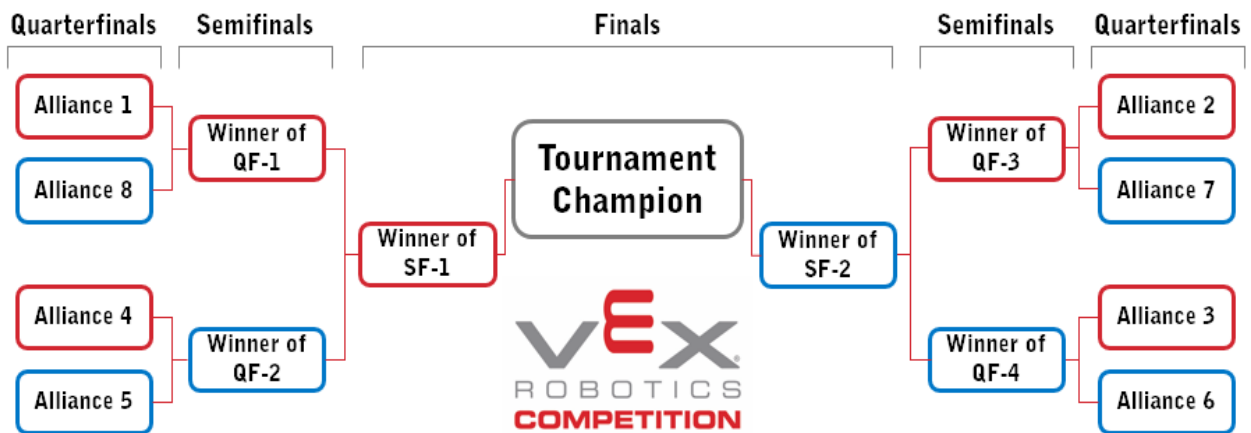 Quarterfinals Semifinals Finals Semifinals Quarterfinals
Alliance 1
Winner of
QF-1
Alliance 8
Alliance 4
Winner of
QF-2
Alliance 5
Winner of
SF-1
Tournament
Champion
Winner of
SF-2
Winner of
QF-3
Alliance 2
Alliance 7
Winner of
QF-4
Alliance 3
Alliance 6
VEX
ROBOTICS
COMPETITION